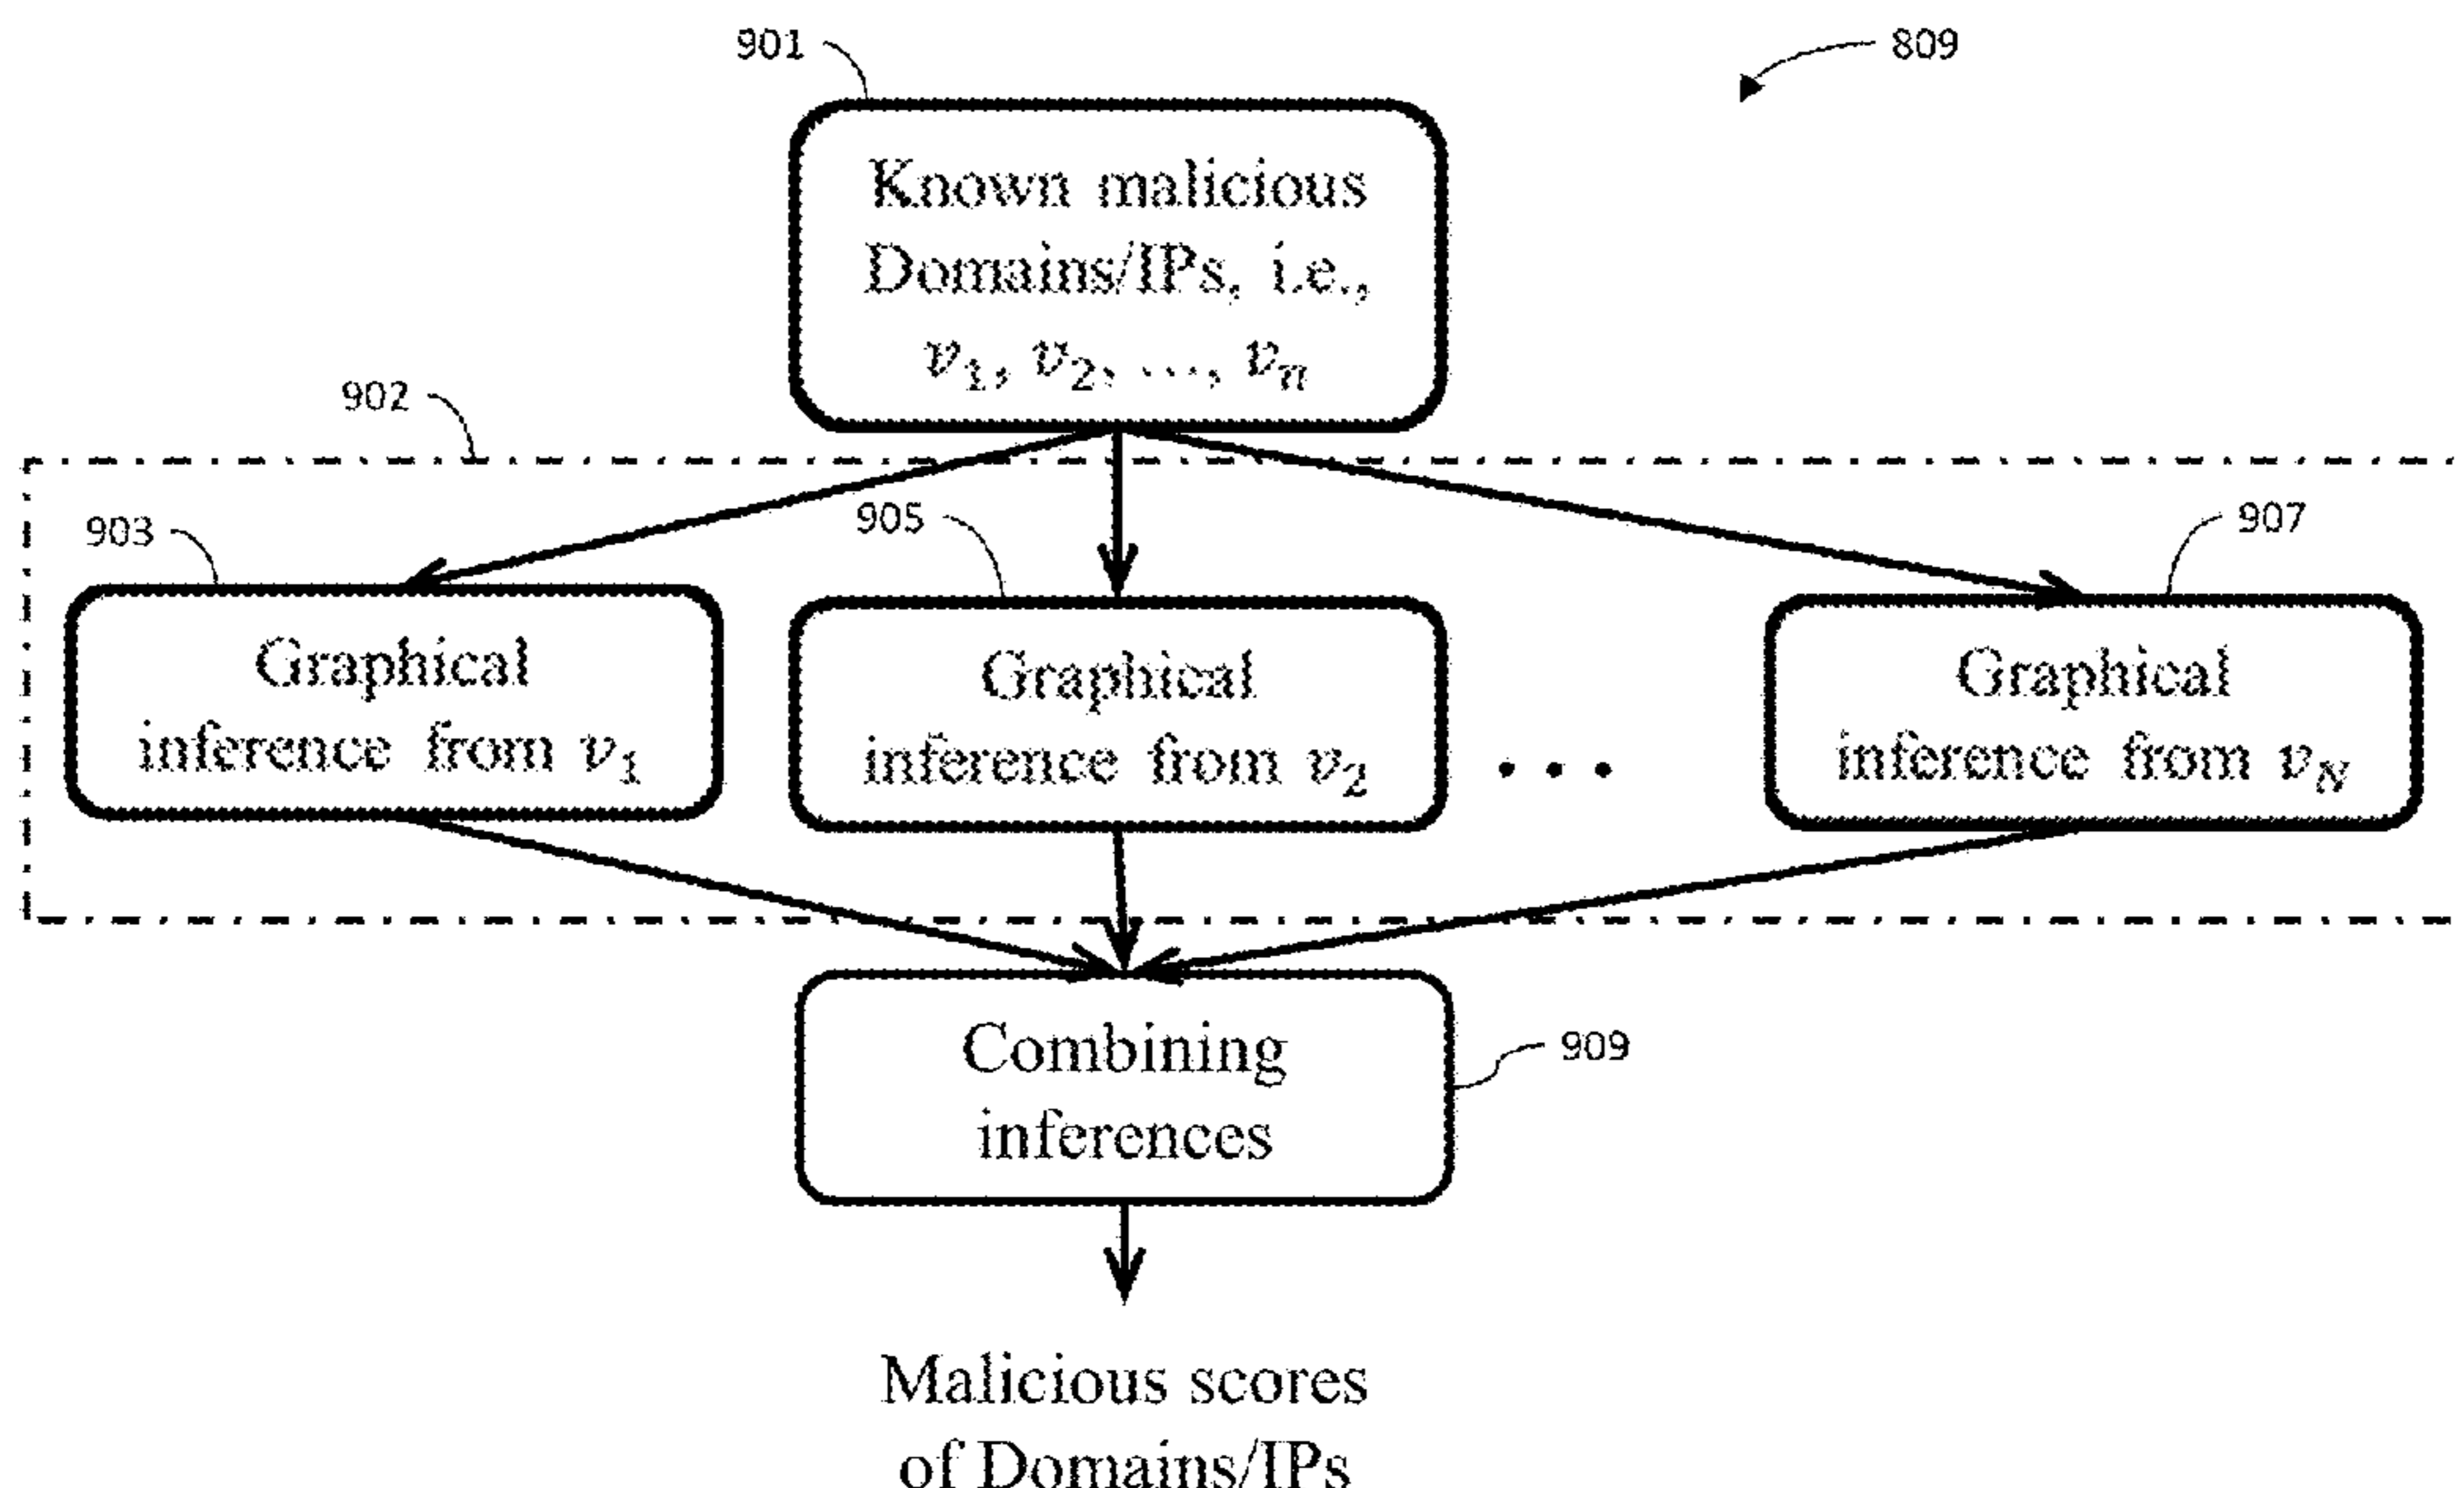 901
809
Known malicious
Domains/IPs, i.e.,
v₁, v₂, ..., vₙ
902
903
905
907
Graphical
inference from v₁
Graphical
inference from v₂
• • •
Graphical
inference from v_N
Combining
inferences
909
Malicious scores
of Domains/IPs